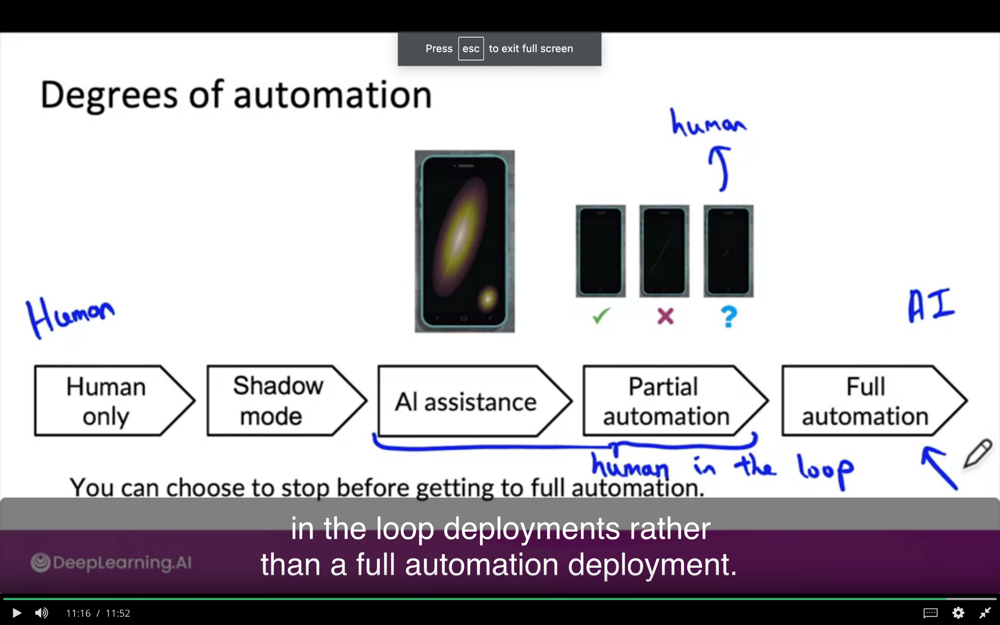 Press esc to exit full screen
Degrees of automation
human
Human
AI
Human only
Shadow mode
AI assistance
Partial automation
Full automation
human in the loop
You can choose to stop before getting to full automation.
in the loop deployments rather
than a full automation deployment.
DeepLearning.AI
11:16 / 11:52